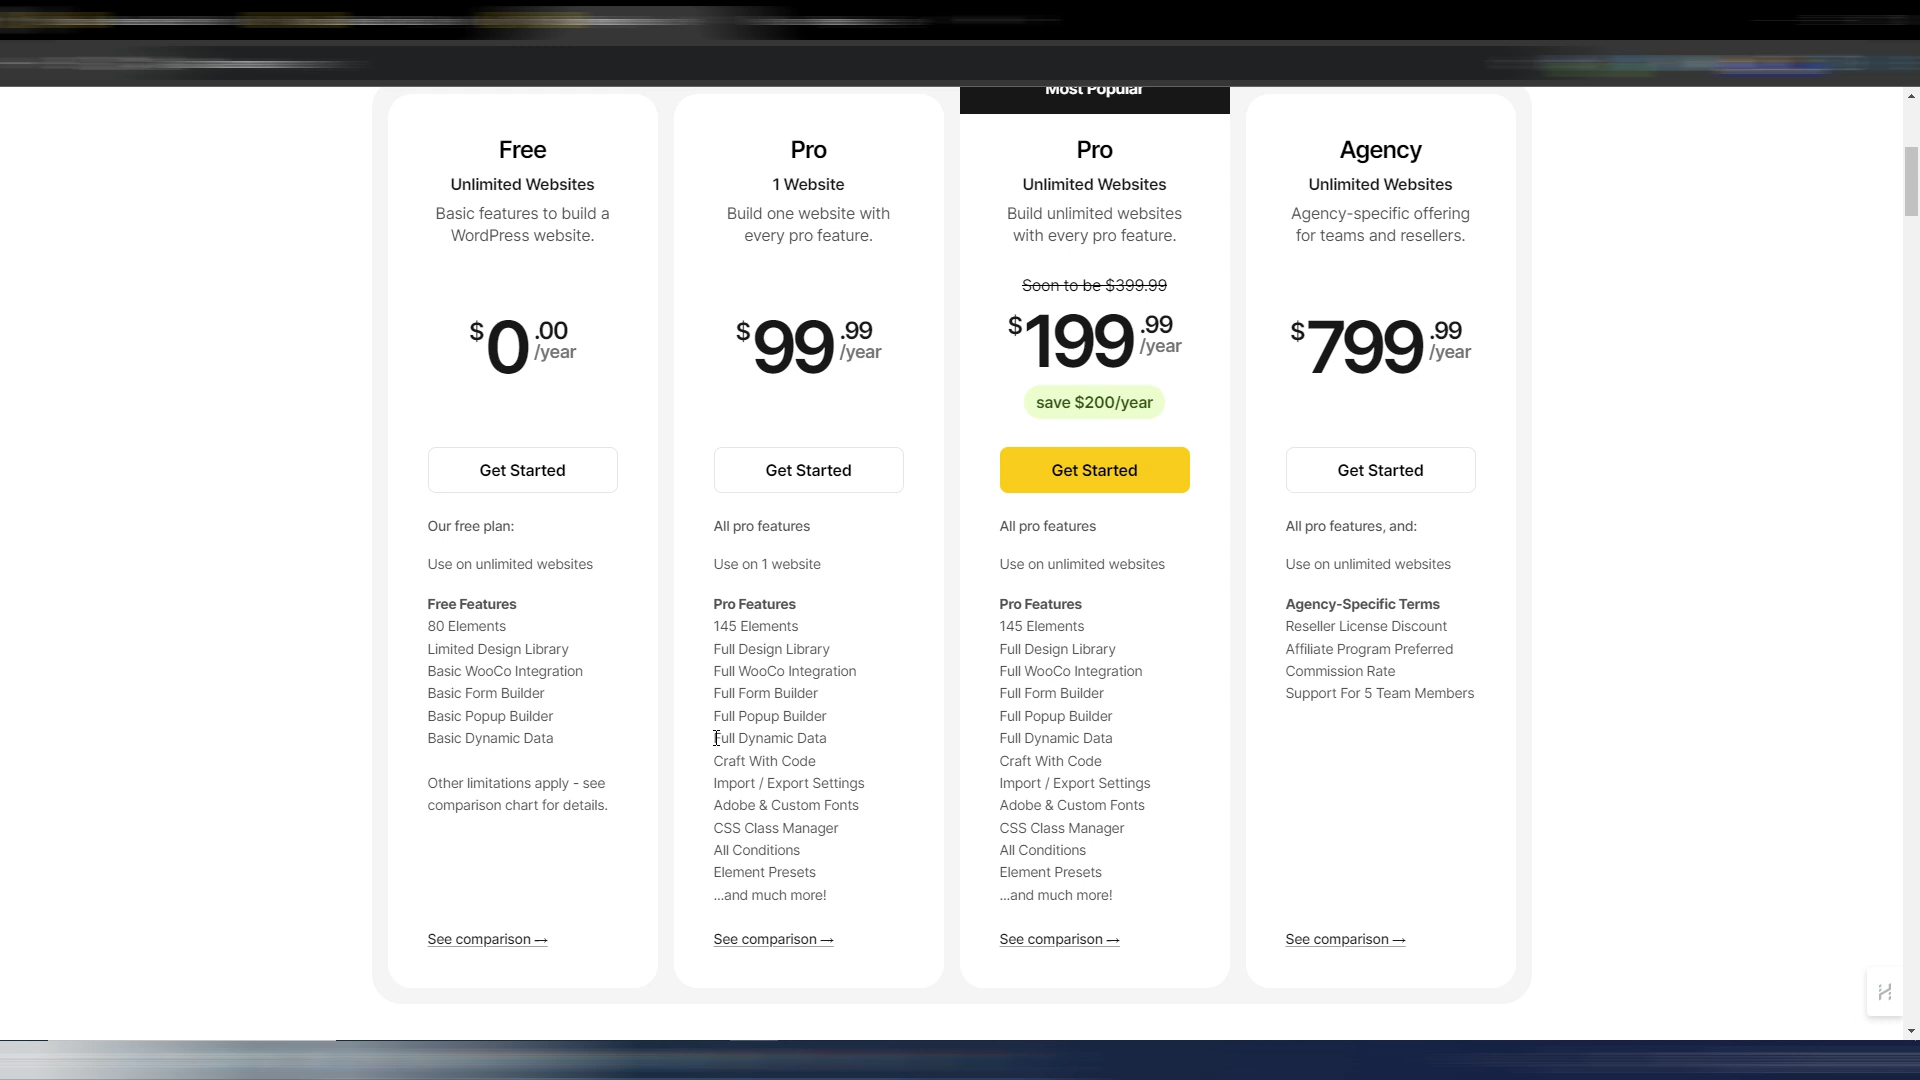 Most Popular
Free
Unlimited Websites
Basic features to build a
WordPress website.
$0.00
/year
Get Started
Our free plan:
Use on unlimited websites
Free Features
80 Elements
Limited Design Library
Basic WooCo Integration
Basic Form Builder
Basic Popup Builder
Basic Dynamic Data
Other limitations apply - see
comparison chart for details.
See comparison →
Pro
1 Website
Build one website with
every pro feature.
$99.99
/year
Get Started
All pro features
Use on 1 website
Pro Features
145 Elements
Full Design Library
Full WooCo Integration
Full Form Builder
Full Popup Builder
Full Dynamic Data
Craft With Code
Import / Export Settings
Adobe & Custom Fonts
CSS Class Manager
All Conditions
Element Presets
...and much more!
See comparison →
Pro
Unlimited Websites
Build unlimited websites
with every pro feature.
Soon to be $399.99
$199.99
/year
save $200/year
Get Started
All pro features
Use on unlimited websites
Pro Features
145 Elements
Full Design Library
Full WooCo Integration
Full Form Builder
Full Popup Builder
Full Dynamic Data
Craft With Code
Import / Export Settings
Adobe & Custom Fonts
CSS Class Manager
All Conditions
Element Presets
...and much more!
See comparison →
Agency
Unlimited Websites
Agency-specific offering
for teams and resellers.
$799.99
/year
Get Started
All pro features, and:
Use on unlimited websites
Agency-Specific Terms
Reseller License Discount
Affiliate Program Preferred
Commission Rate
Support For 5 Team Members
See comparison →